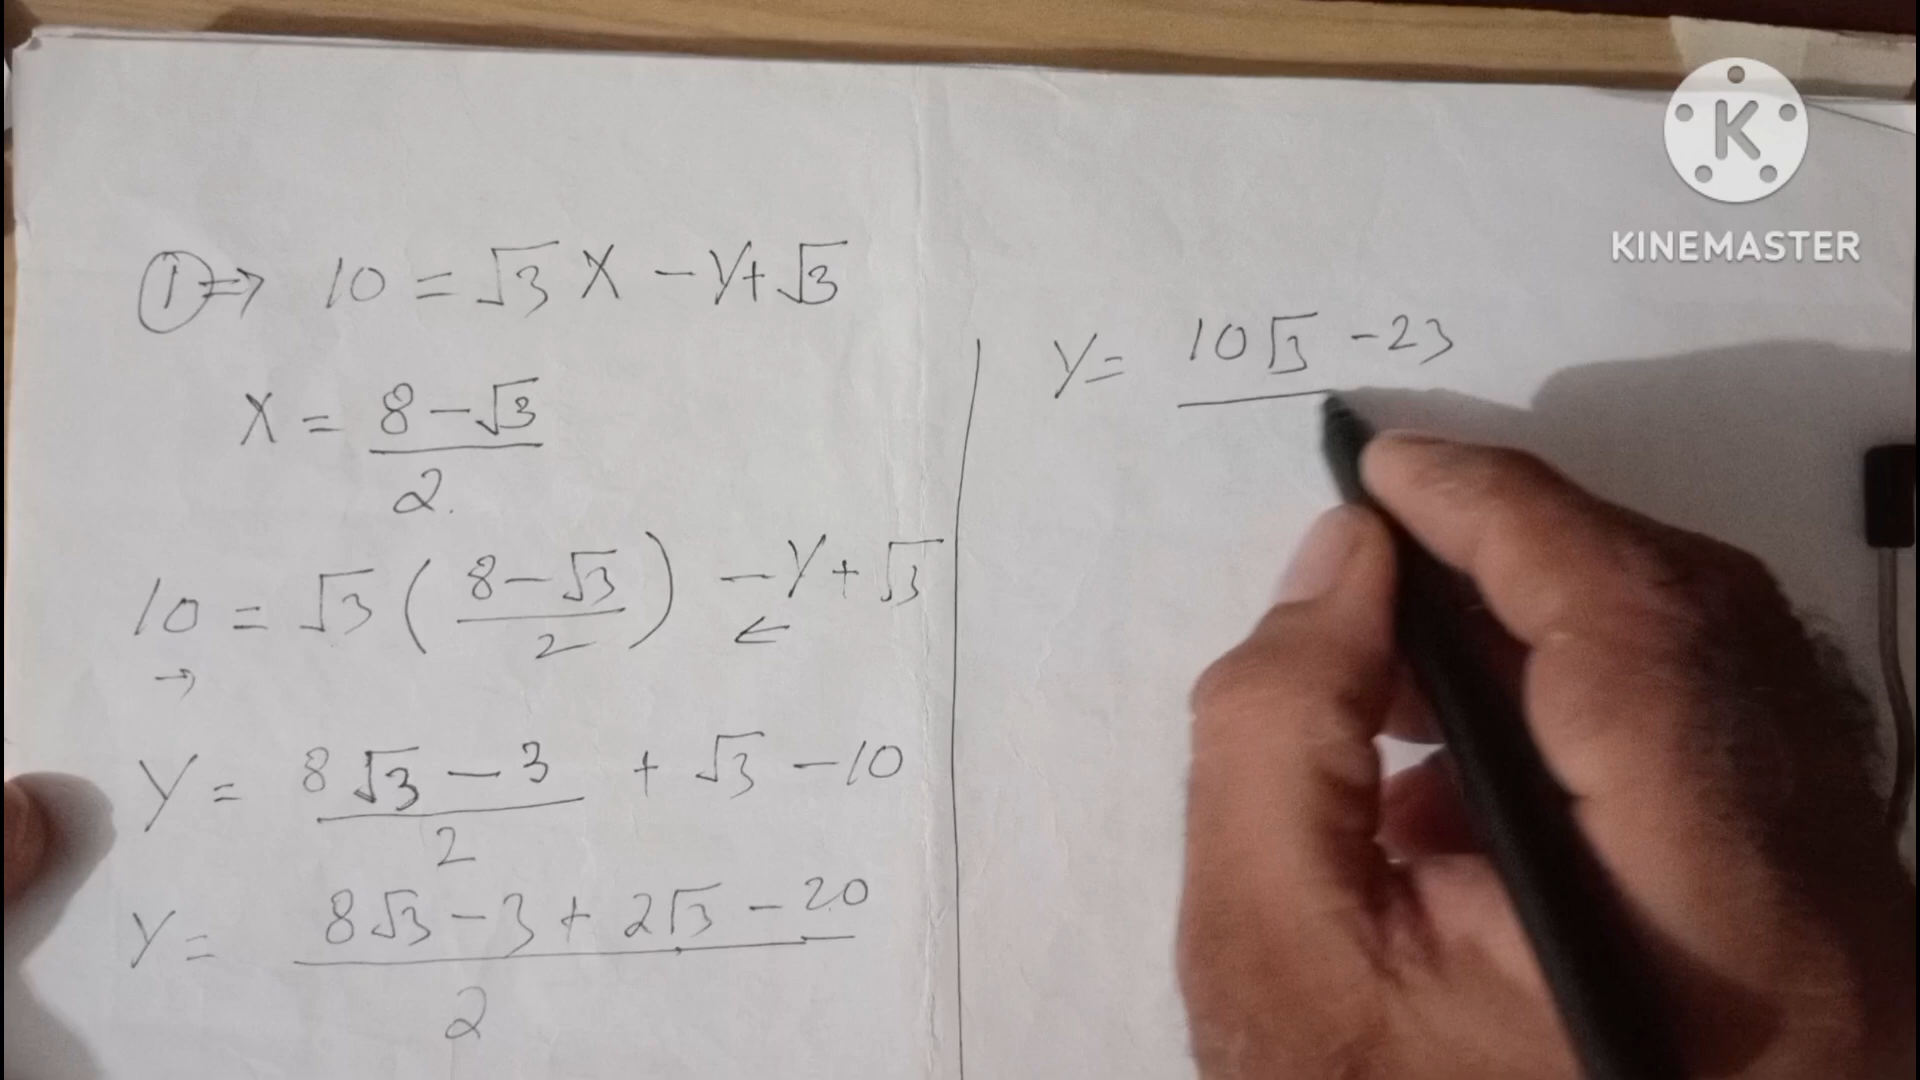 ① ⇒ 10 = √3 X − Y + √3
X = (8 − √3) / 2
10 = √3 ( (8 − √3) / 2 ) − Y + √3
→ ←
Y = (8√3 − 3) / 2 + √3 − 10
Y = (8√3 − 3 + 2√3 − 20) / 2
Y = 10√3 − 23
K
KINEMASTER